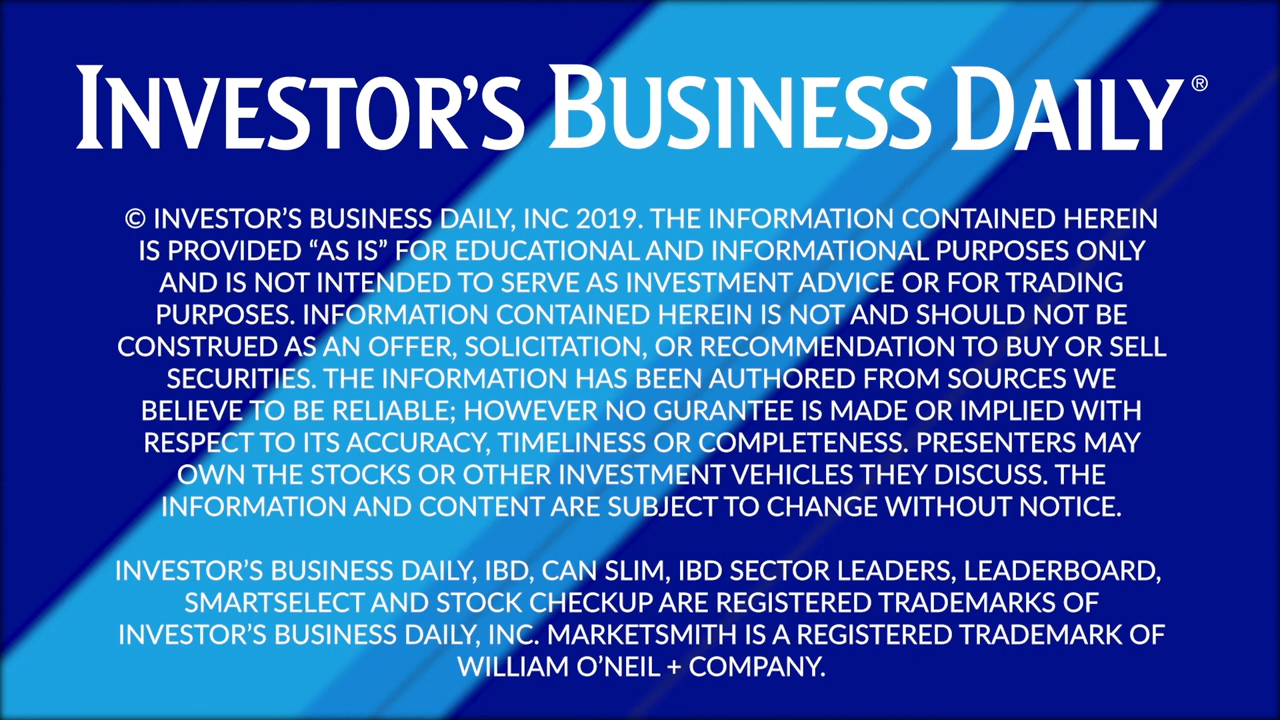 INVESTOR'S BUSINESS DAILY®
© INVESTOR'S BUSINESS DAILY, INC 2019. THE INFORMATION CONTAINED HEREIN
IS PROVIDED “AS IS” FOR EDUCATIONAL AND INFORMATIONAL PURPOSES ONLY
AND IS NOT INTENDED TO SERVE AS INVESTMENT ADVICE OR FOR TRADING
PURPOSES. INFORMATION CONTAINED HEREIN IS NOT AND SHOULD NOT BE
CONSTRUED AS AN OFFER, SOLICITATION, OR RECOMMENDATION TO BUY OR SELL
SECURITIES. THE INFORMATION HAS BEEN AUTHORED FROM SOURCES WE
BELIEVE TO BE RELIABLE; HOWEVER NO GURANTEE IS MADE OR IMPLIED WITH
RESPECT TO ITS ACCURACY, TIMELINESS OR COMPLETENESS. PRESENTERS MAY
OWN THE STOCKS OR OTHER INVESTMENT VEHICLES THEY DISCUSS. THE
INFORMATION AND CONTENT ARE SUBJECT TO CHANGE WITHOUT NOTICE.
INVESTOR'S BUSINESS DAILY, IBD, CAN SLIM, IBD SECTOR LEADERS, LEADERBOARD,
SMARTSELECT AND STOCK CHECKUP ARE REGISTERED TRADEMARKS OF
INVESTOR'S BUSINESS DAILY, INC. MARKETSMITH IS A REGISTERED TRADEMARK OF
WILLIAM O'NEIL + COMPANY.